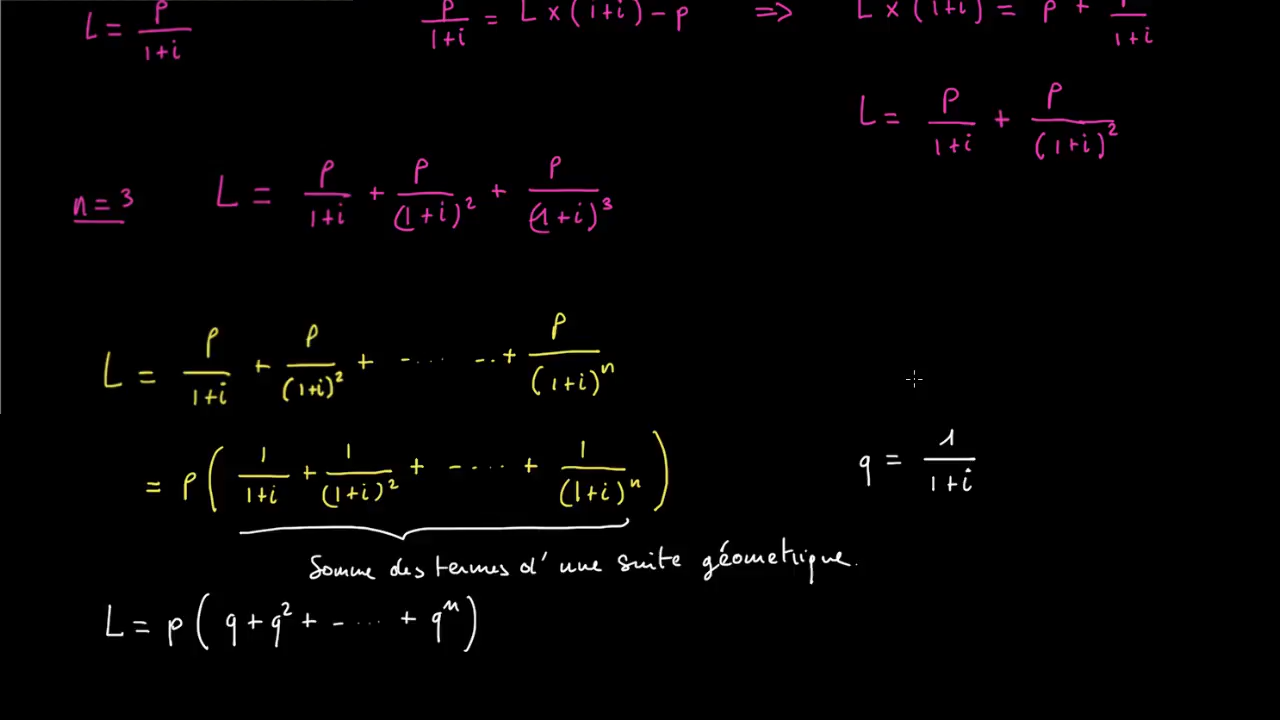 L = p/(1+i)    p/(1+i) = L × (1+i) - p    ⇒    L × (1+i) = p + p/(1+i)
L = p/(1+i) + p/(1+i)²
n = 3    L = p/(1+i) + p/(1+i)² + p/(1+i)³
L = p/(1+i) + p/(1+i)² + - ..... - .. + p/(1+i)ⁿ
= p ( 1/(1+i) + 1/(1+i)² + - .... + 1/(1+i)ⁿ )    q = 1/(1+i)
Somme des termes d'une suite géometrique.
L = p ( q + q² + - .... + qⁿ )